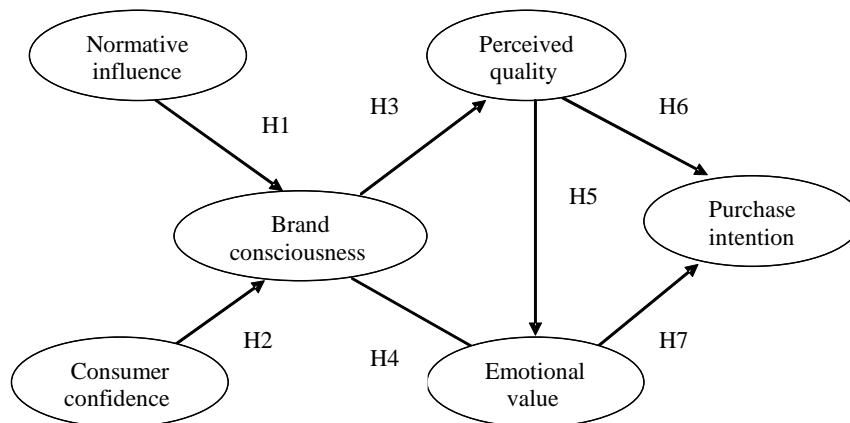 Normative
influence
Perceived
quality
H1
H3
H6
Brand
consciousness
H5
Purchase
intention
H2
H4
H7
Consumer
confidence
Emotional
value